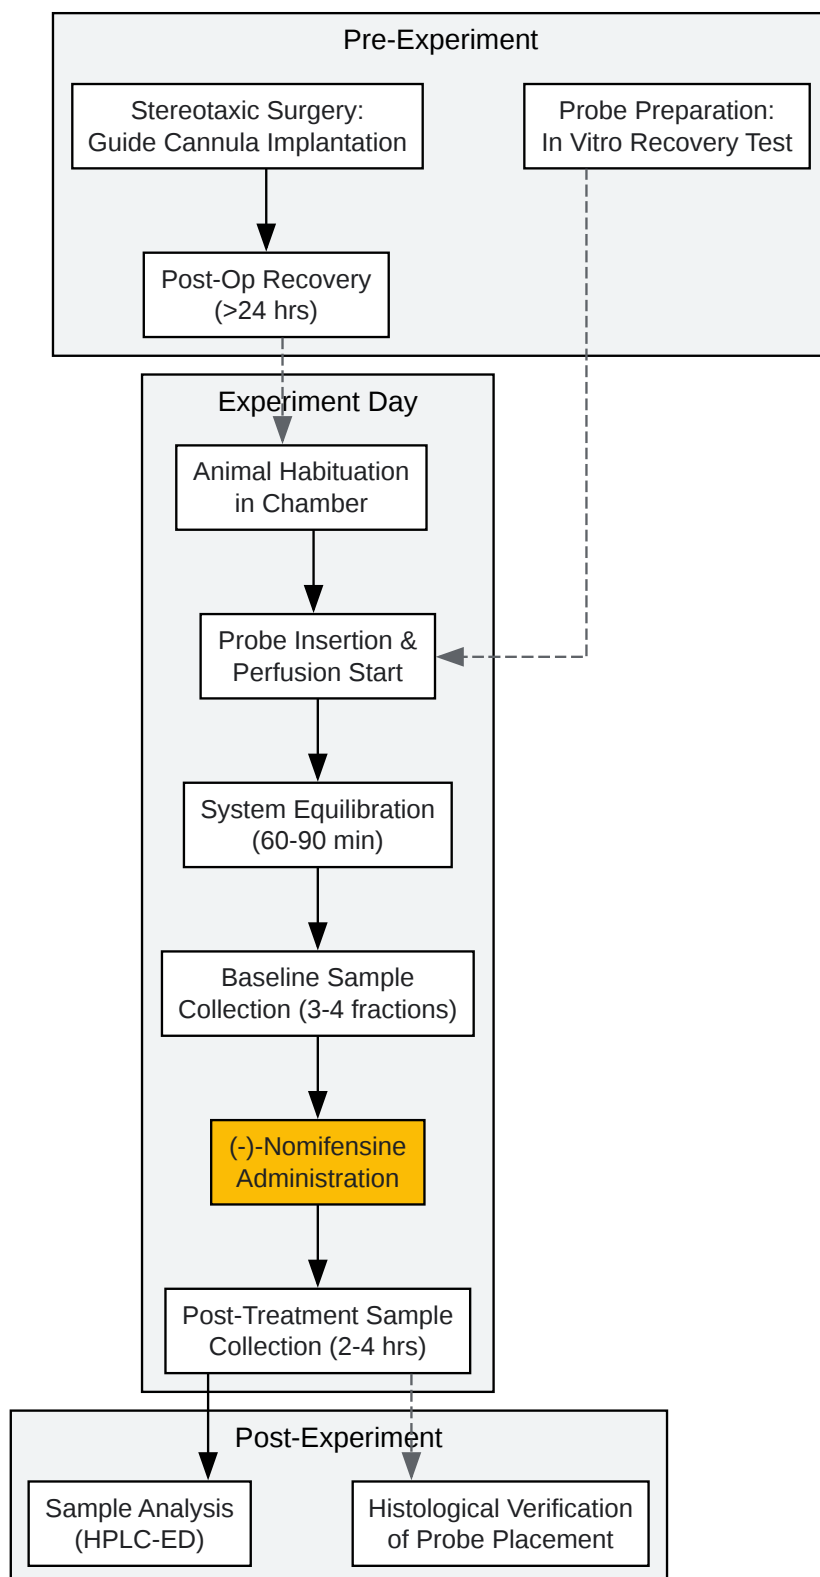 Pre-Experiment
Stereotaxic Surgery:
Guide Cannula Implantation
Probe Preparation:
In Vitro Recovery Test
Post-Op Recovery
(>24 hrs)
Experiment Day
Animal Habituation
in Chamber
Probe Insertion &
Perfusion Start
System Equilibration
(60-90 min)
Baseline Sample
Collection (3-4 fractions)
(-)-Nomifensine
Administration
Post-Treatment Sample
Collection (2-4 hrs)
Post-Experiment
Sample Analysis
(HPLC-ED)
Histological Verification
of Probe Placement